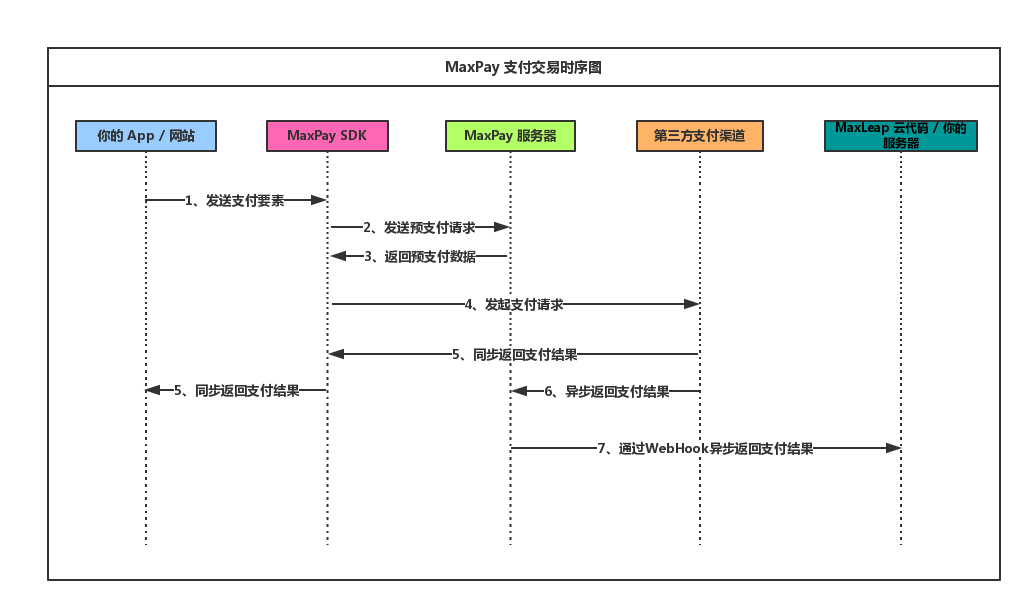 MaxPay 支付交易时序图
你的 App / 网站
MaxPay SDK
MaxPay 服务器
第三方支付渠道
MaxLeap 云代码 / 你的
服务器
1、发送支付要素
2、发送预支付请求
3、返回预支付数据
4、发起支付请求
5、同步返回支付结果
5、同步返回支付结果
6、异步返回支付结果
7、通过WebHook异步返回支付结果